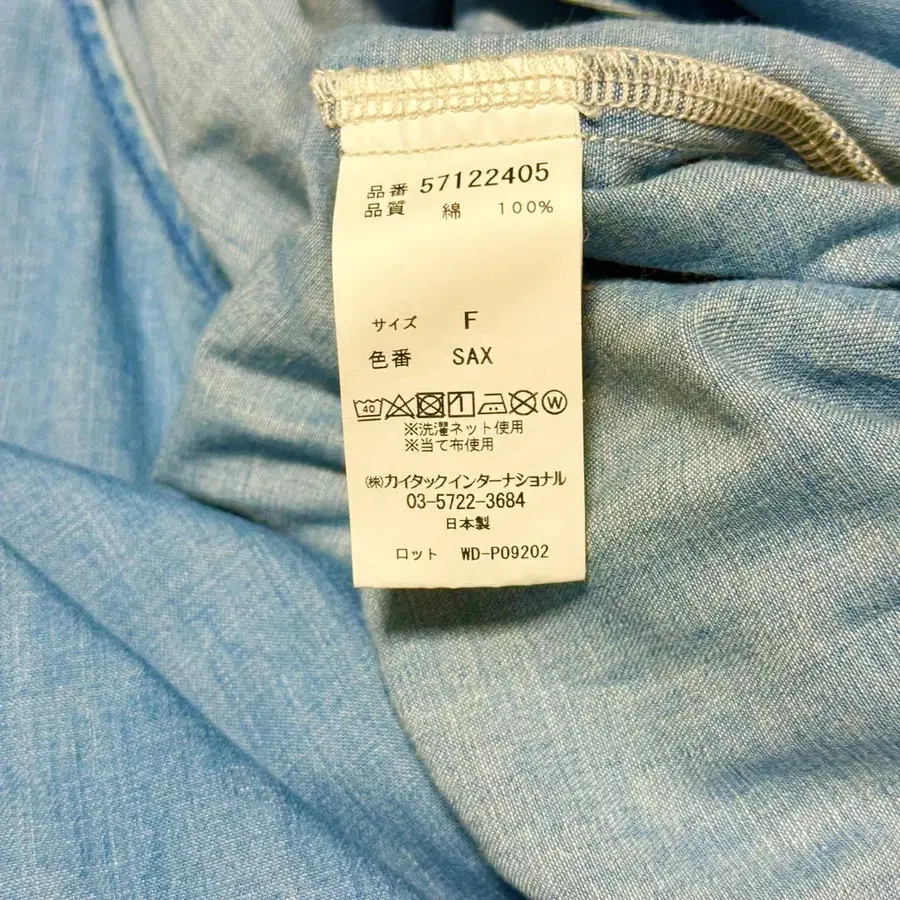 品番 57122405
品質 綿 100%
サイズ F
色番 SAX
40 W
※洗濯ネット使用
※当て布使用
㈱カイタックインターナショナル
03-5722-3684
日本製
ロット WD-P09202